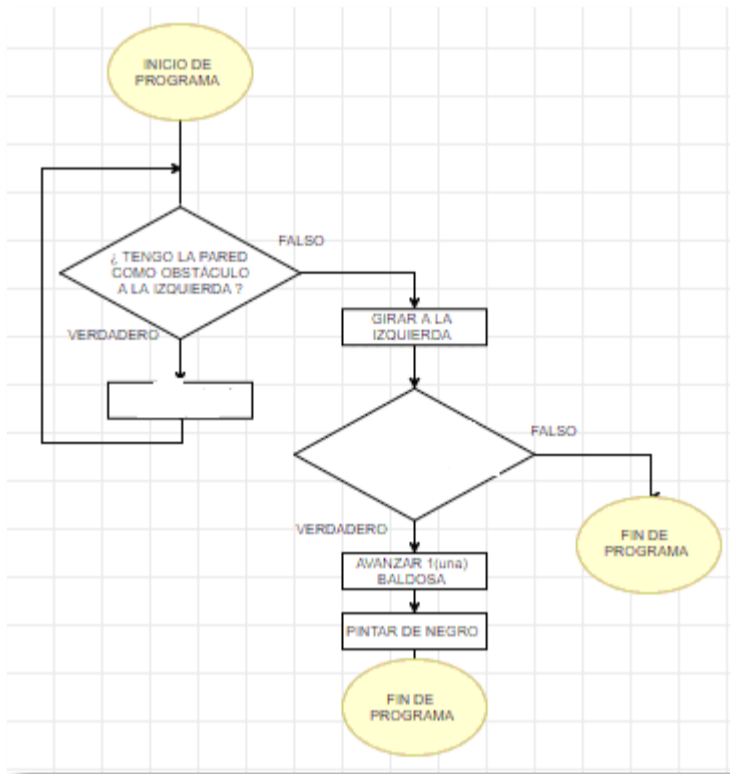 INICIO DE
PROGRAMA
FALSO
¿ TENGO LA PARED
COMO OBSTÁCULO
A LA IZQUIERDA ?
VERDADERO
GIRAR A LA
IZQUIERDA
FALSO
VERDADERO
FIN DE
PROGRAMA
AVANZAR 1(una)
BALDOSA
PINTAR DE NEGRO
FIN DE
PROGRAMA